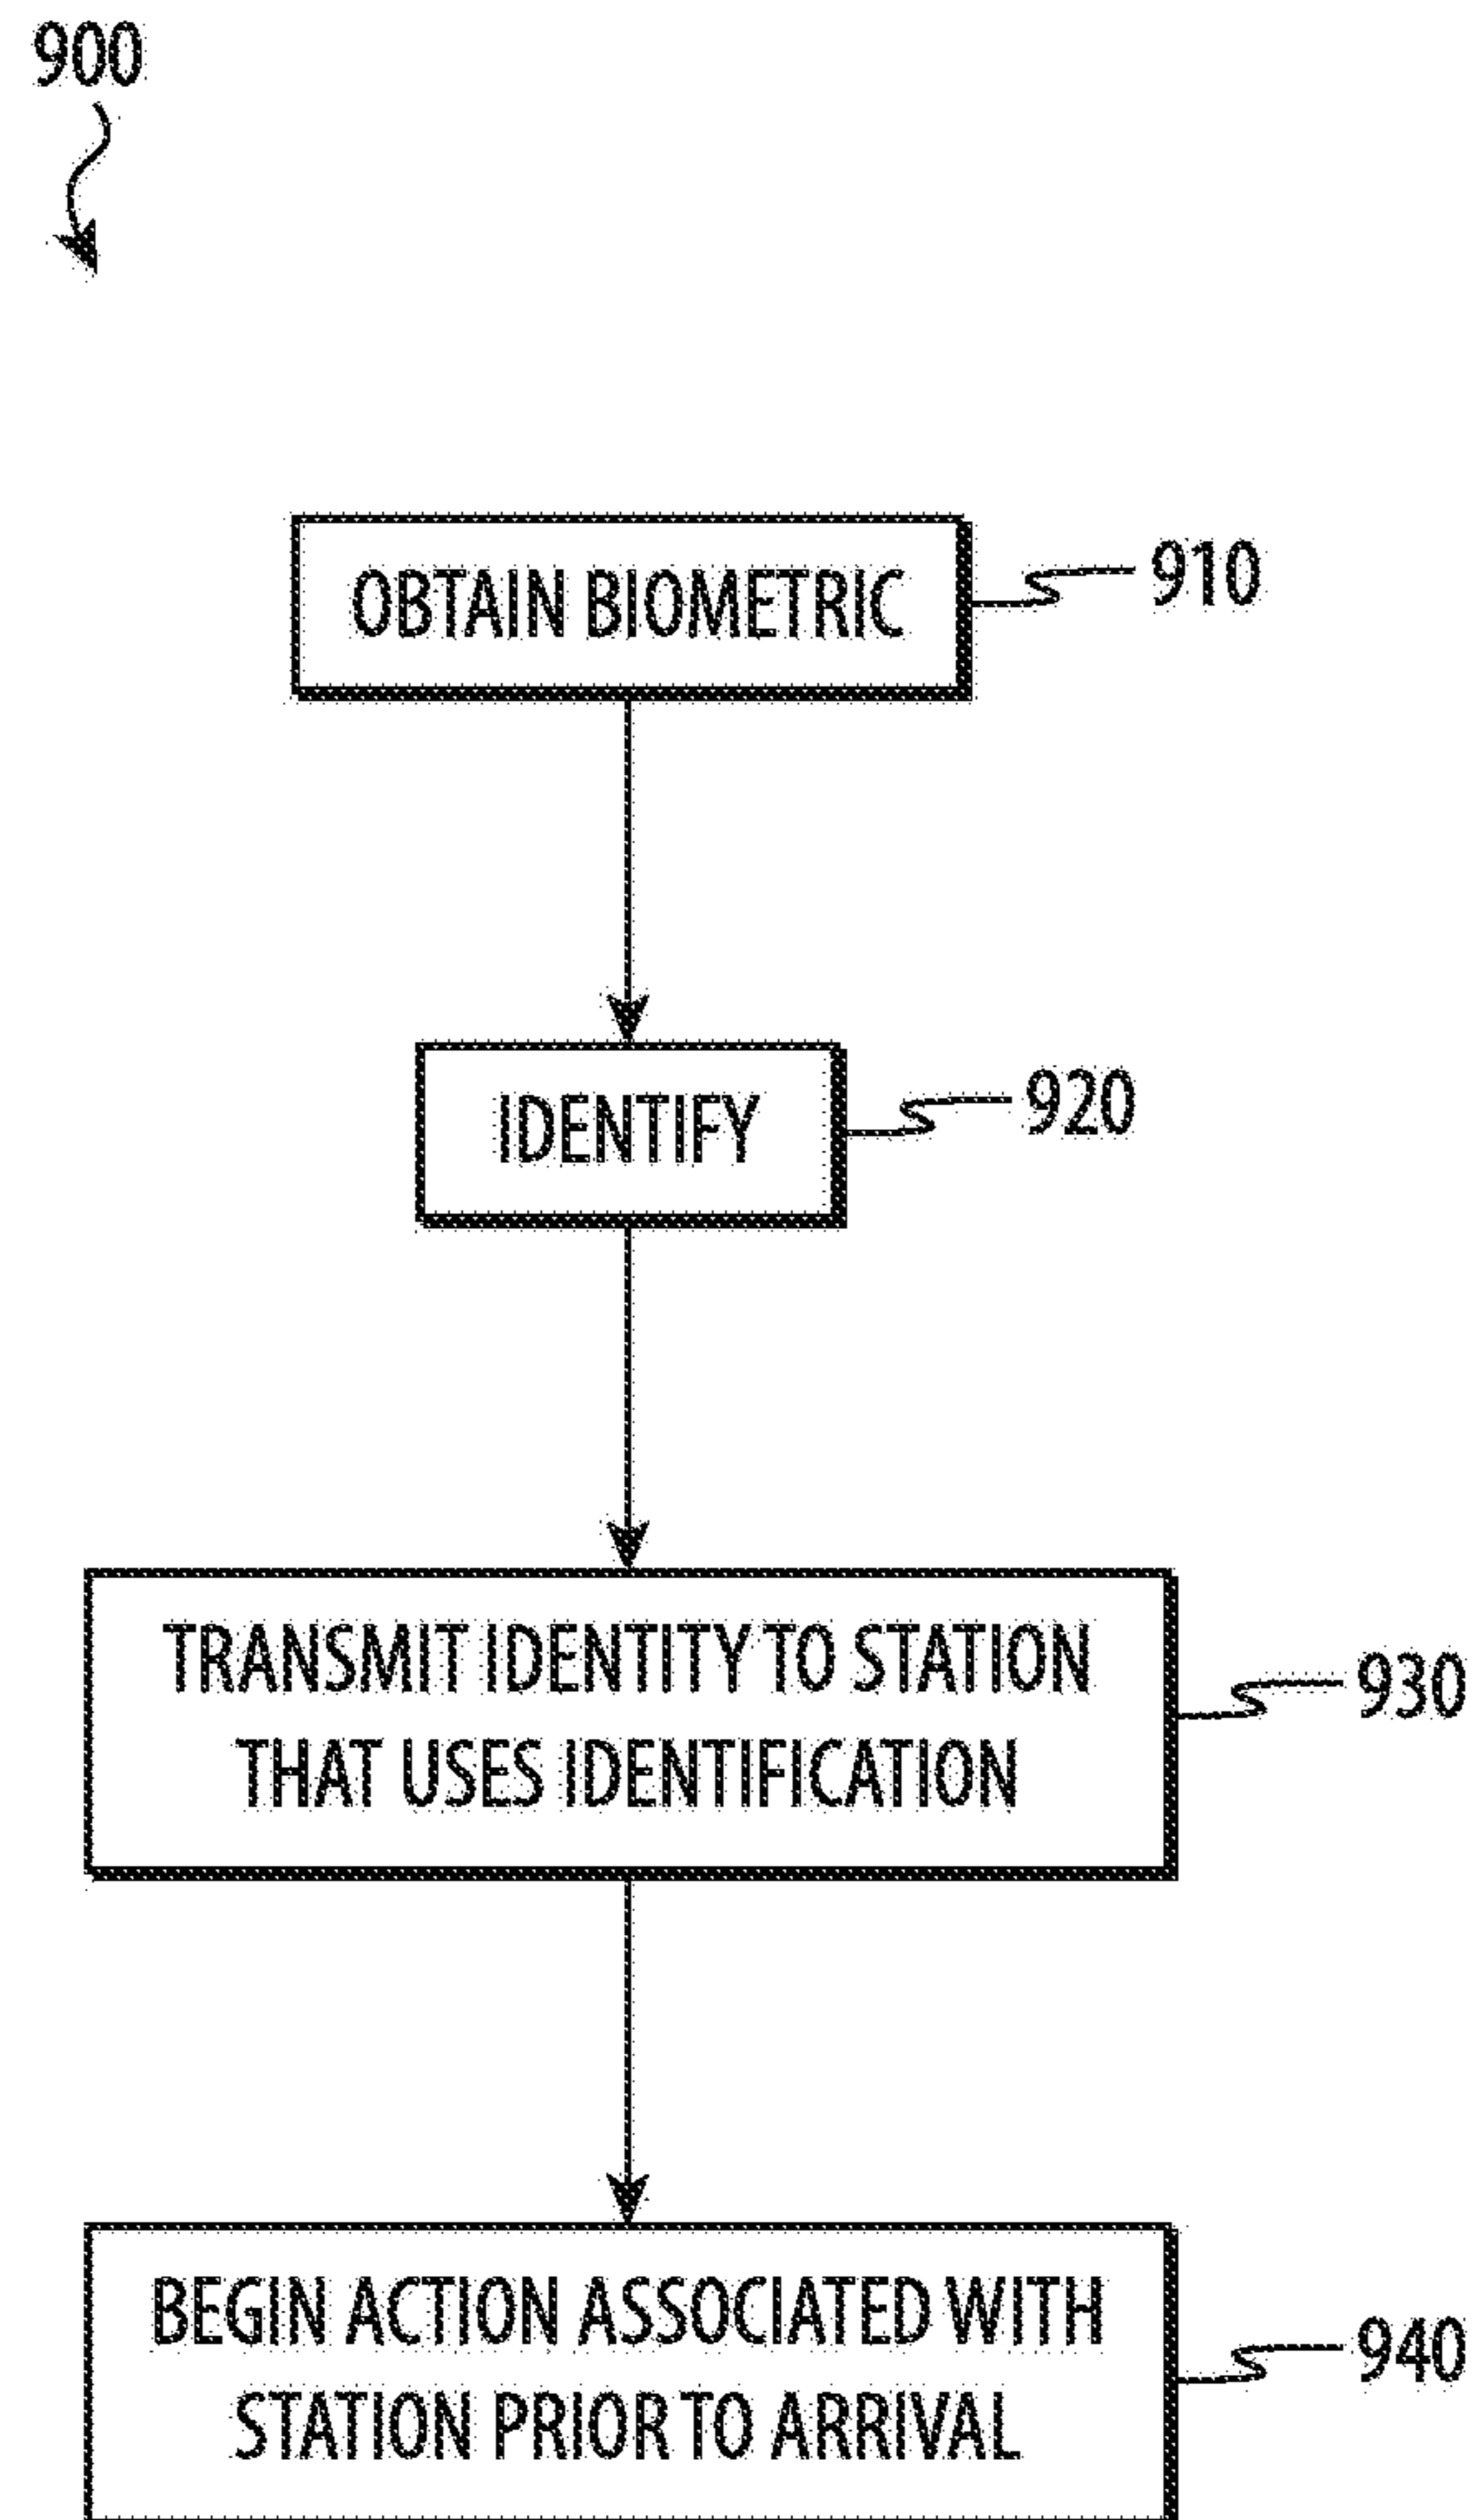 900
OBTAIN BIOMETRIC
910
IDENTIFY
920
TRANSMIT IDENTITY TO STATION
THAT USES IDENTIFICATION
930
BEGIN ACTION ASSOCIATED WITH
STATION PRIOR TO ARRIVAL
940